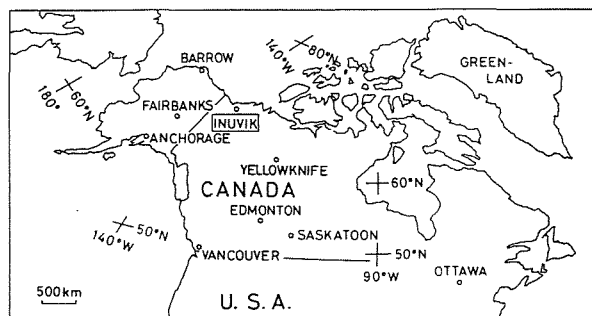 BARROW
140°W
80°N
GREEN-
LAND
180°
60°N
FAIRBANKS
INUVIK
ANCHORAGE
YELLOWKNIFE
60°N
CANADA
EDMONTON
140°W
50°N
SASKATOON
VANCOUVER
50°N
90°W
OTTAWA
500km
U. S. A.